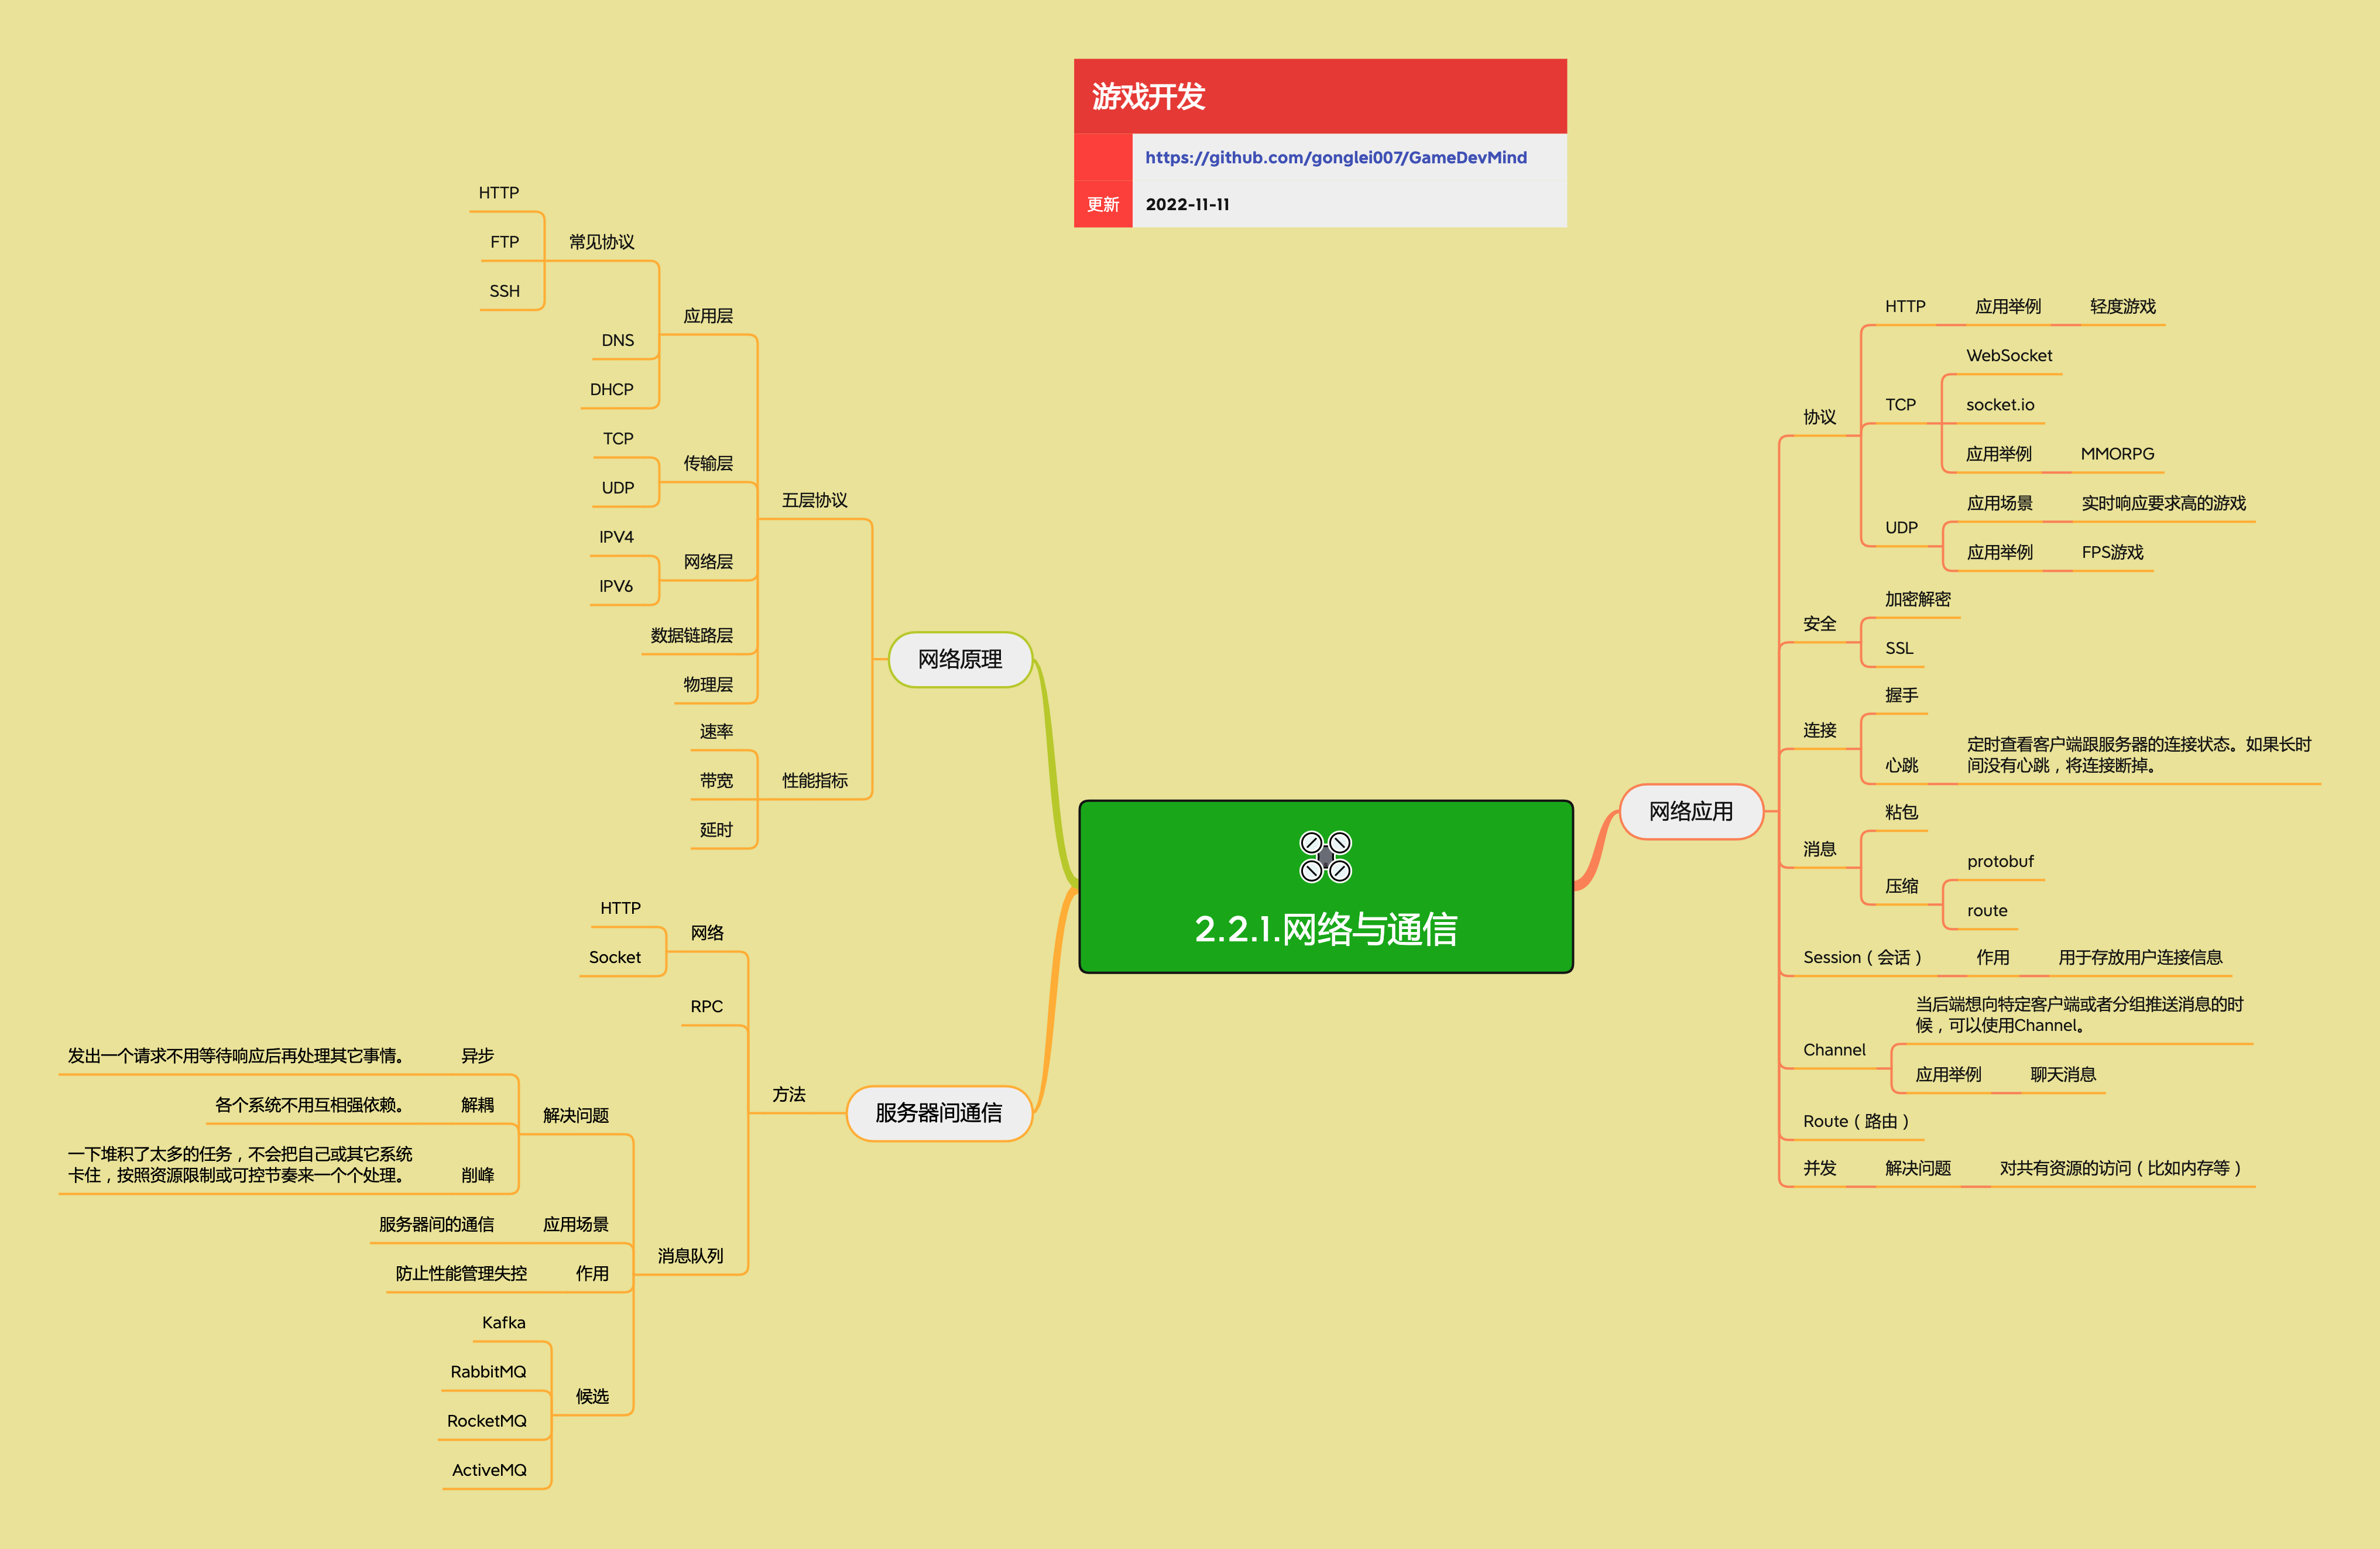 游戏开发
https://github.com/gonglei007/GameDevMind
更新
2022-11-11
2.2.1.网络与通信
网络原理
五层协议
应用层
常见协议
HTTP
FTP
SSH
DNS
DHCP
传输层
TCP
UDP
网络层
IPV4
IPV6
数据链路层
物理层
性能指标
速率
带宽
延时
服务器间通信
方法
网络
HTTP
Socket
RPC
消息队列
解决问题
异步
发出一个请求不用等待响应后再处理其它事情。
解耦
各个系统不用互相强依赖。
削峰
一下堆积了太多的任务，不会把自己或其它系统
卡住，按照资源限制或可控节奏来一个个处理。
应用场景
服务器间的通信
作用
防止性能管理失控
候选
Kafka
RabbitMQ
RocketMQ
ActiveMQ
网络应用
协议
HTTP
应用举例
轻度游戏
TCP
WebSocket
socket.io
应用举例
MMORPG
UDP
应用场景
实时响应要求高的游戏
应用举例
FPS游戏
安全
加密解密
SSL
连接
握手
心跳
定时查看客户端跟服务器的连接状态。如果长时
间没有心跳，将连接断掉。
消息
粘包
压缩
protobuf
route
Session（会话）
作用
用于存放用户连接信息
Channel
当后端想向特定客户端或者分组推送消息的时
候，可以使用Channel。
应用举例
聊天消息
Route（路由）
并发
解决问题
对共有资源的访问（比如内存等）